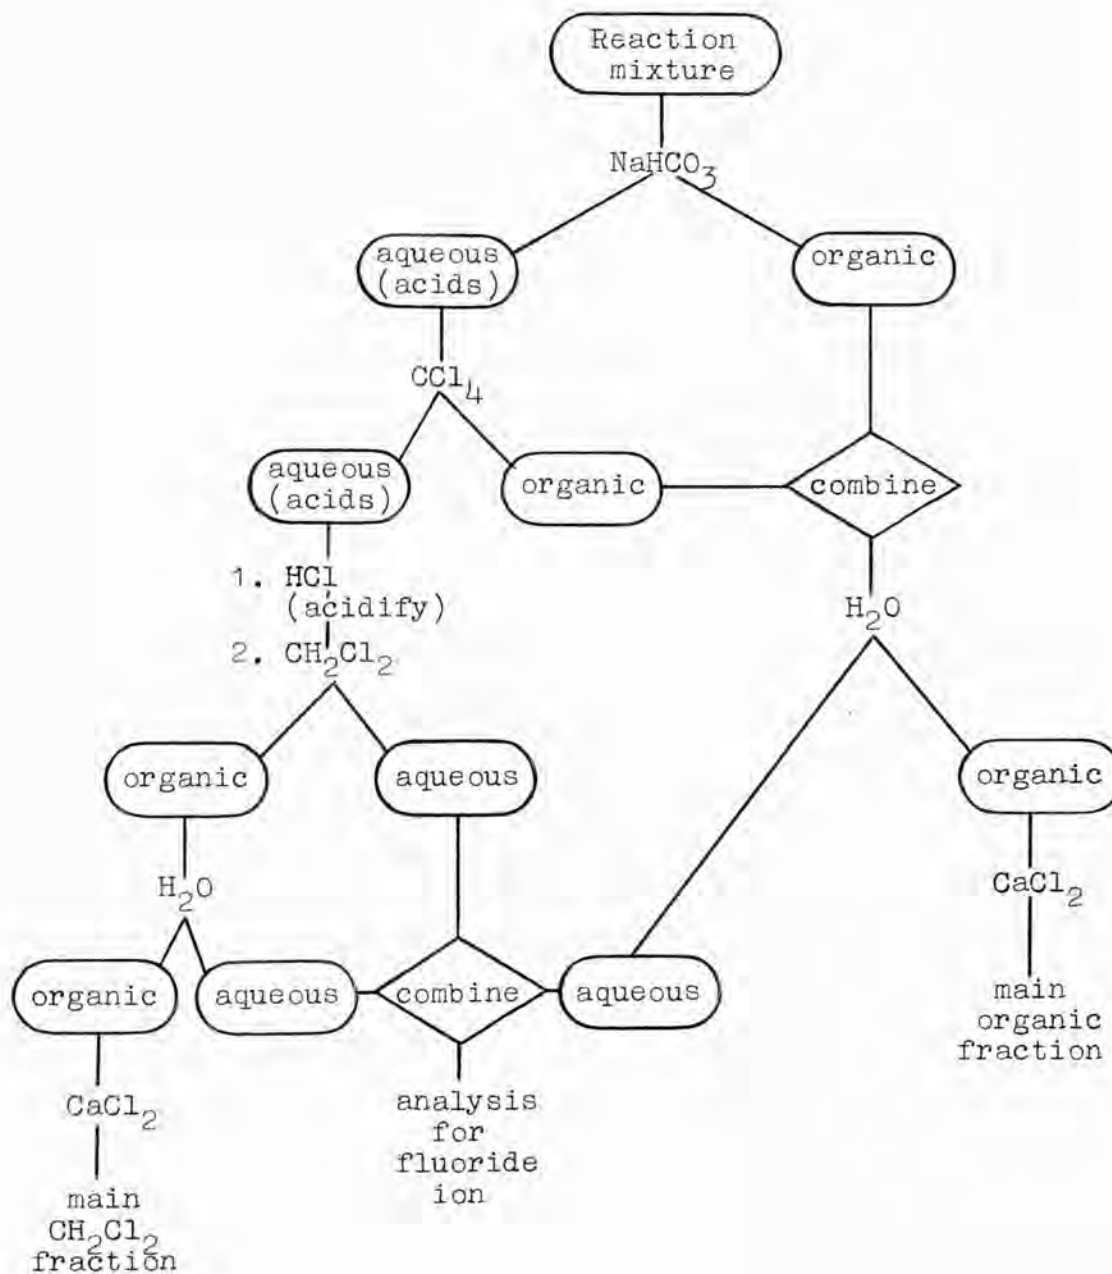 Reaction
mixture
NaHCO₃
aqueous
(acids)
organic
CCl₄
aqueous
(acids)
organic
combine
1. HCl
(acidify)
2. CH₂Cl₂
H₂O
organic
aqueous
organic
H₂O
CaCl₂
organic
aqueous
combine
aqueous
main
organic
fraction
CaCl₂
analysis
for
fluoride
ion
main
CH₂Cl₂
fraction